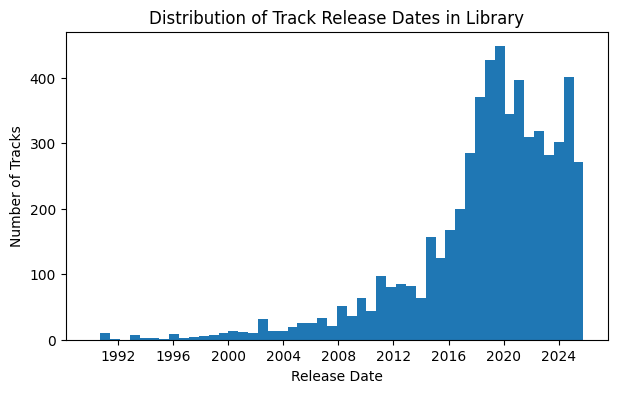 Distribution of Track Release Dates in Library
Number of Tracks
400
300
200
100
0
1992 1996 2000 2004 2008 2012 2016 2020 2024
Release Date